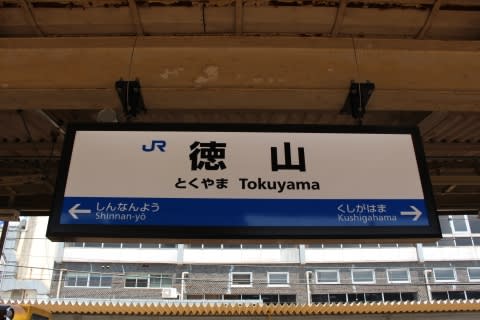 JR 徳山
とくやま Tokuyama
← しんなんよう くしがはま →
Shinnan-yō Kushigahama